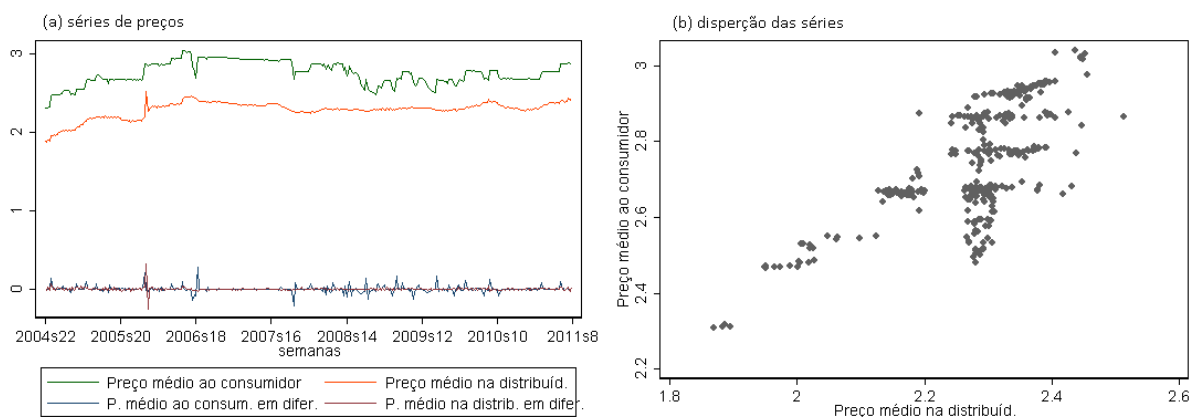 (a) séries de preços
3
2
1
0
2004s22 2005s20 2006s18 2007s16 2008s14 2009s12 2010s10 2011s8
semanas
Preço médio ao consumidor Preço médio na distribuíd.
P. médio ao consum. em difer. P. médio na distrib. em difer.
(b) disperção das séries
Preço médio ao consumidor
3
2.8
2.6
2.4
2.2
1.8 2 2.2 2.4 2.6
Preço médio na distribuíd.